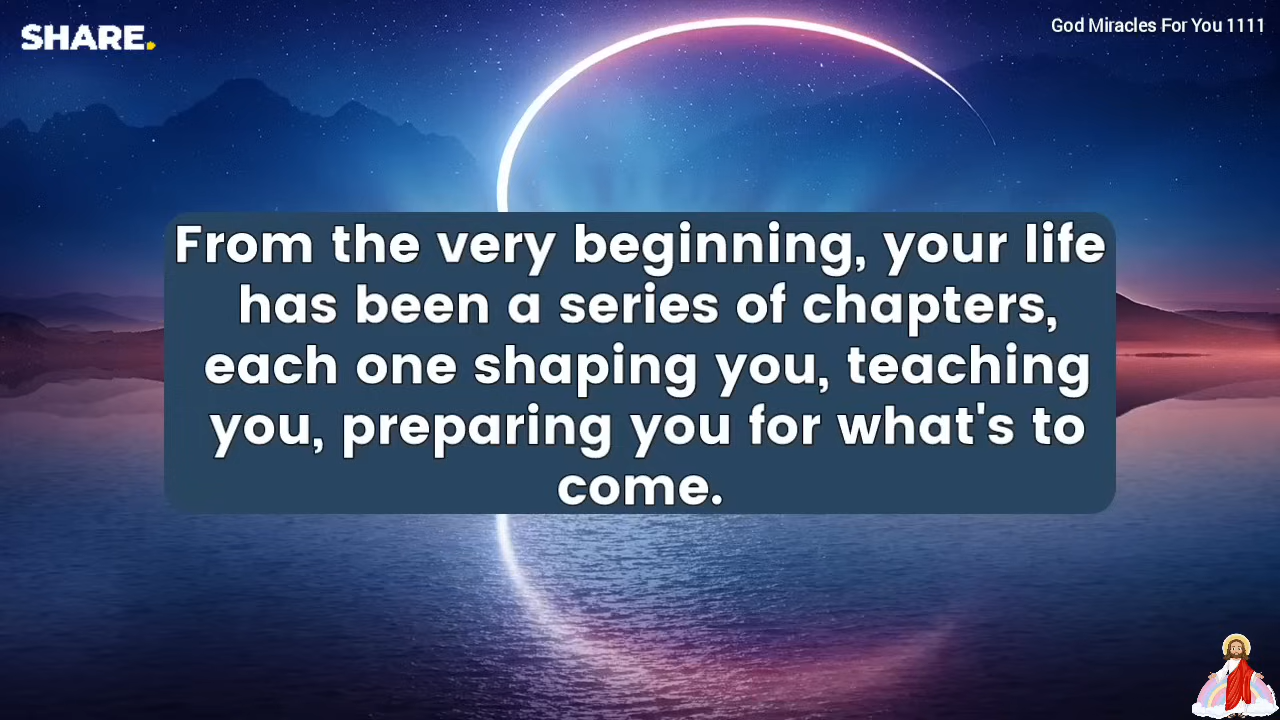 SHARE.
God Miracles For You 1111
From the very beginning, your life
has been a series of chapters,
each one shaping you, teaching
you, preparing you for what's to
come.